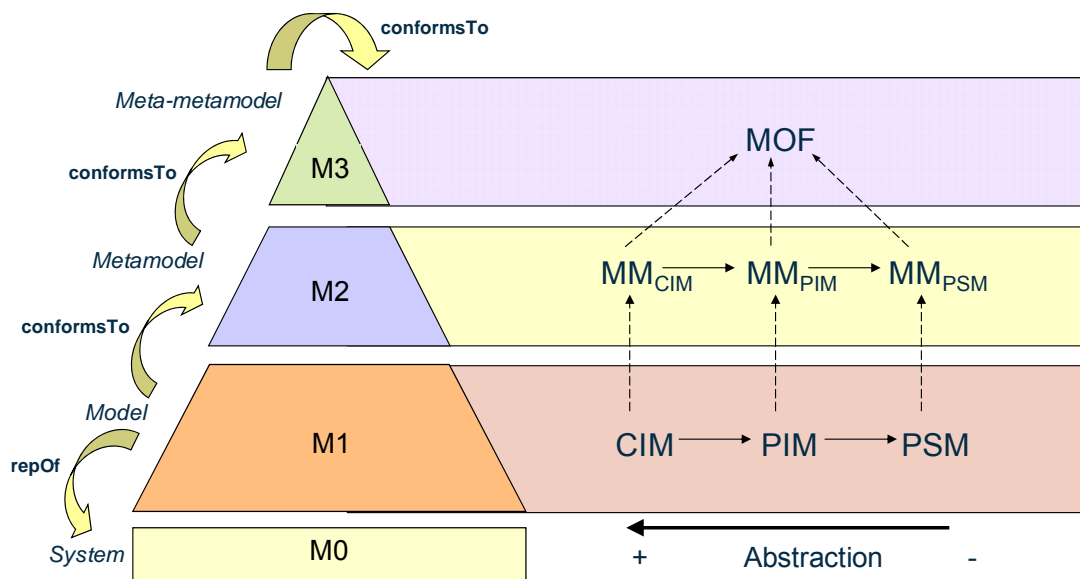 conformsTo
Meta-metamodel
MOF
M3
conformsTo
Metamodel
MMCIM MMPIM MMPSM
M2
conformsTo
Model
M1
CIM PIM PSM
repOf
System
M0
+ Abstraction -